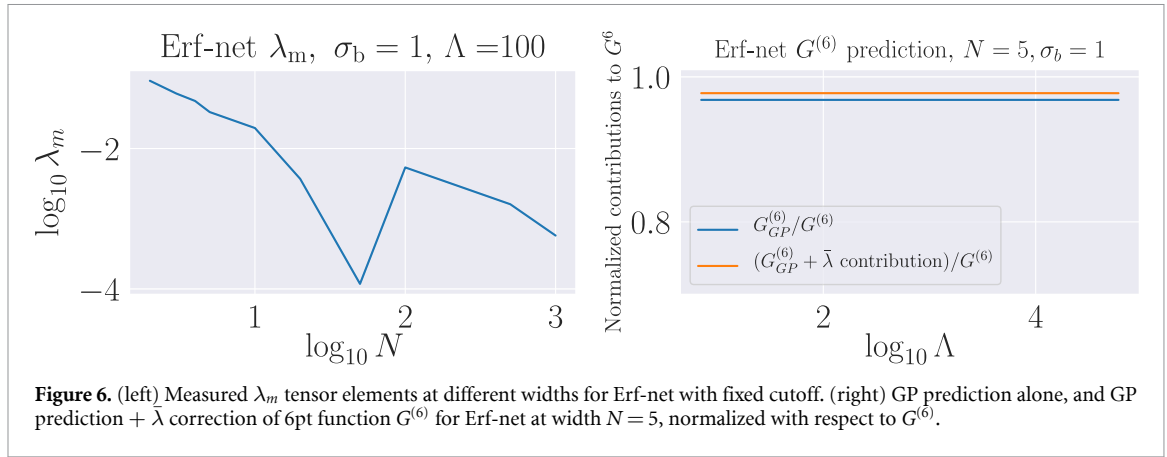 Erf-net λm, σb = 1, Λ =100
log10 λm
−2
−4
1
2
3
log10 N
Erf-net G(6) prediction, N = 5, σb = 1
Normalized contributions to G6
1.0
0.8
G(6)GP/G(6)
(G(6)GP + λ̄ contribution)/G(6)
2
4
log10 Λ
Figure 6. (left) Measured λm tensor elements at different widths for Erf-net with fixed cutoff. (right) GP prediction alone, and GP
prediction + λ̄ correction of 6pt function G(6) for Erf-net at width N = 5, normalized with respect to G(6).